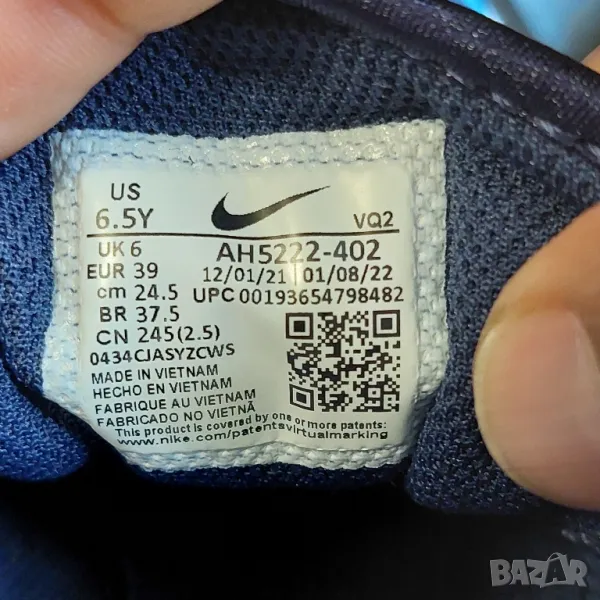 US
6.5Y
VQ2
UK 6
AH5222-402
EUR 39
12/01/21 01/08/22
cm 24.5
UPC 00193654798482
BR 37.5
CN 245(2.5)
0434CJASYZCWS
MADE IN VIETNAM
HECHO EN VIETNAM
FABRIQUE AU VIETNAM
FABRICADO NO VIETNÃ
This product is covered by one or more patents:
www.nike.com/patentsvirtualmarking
BAZAR